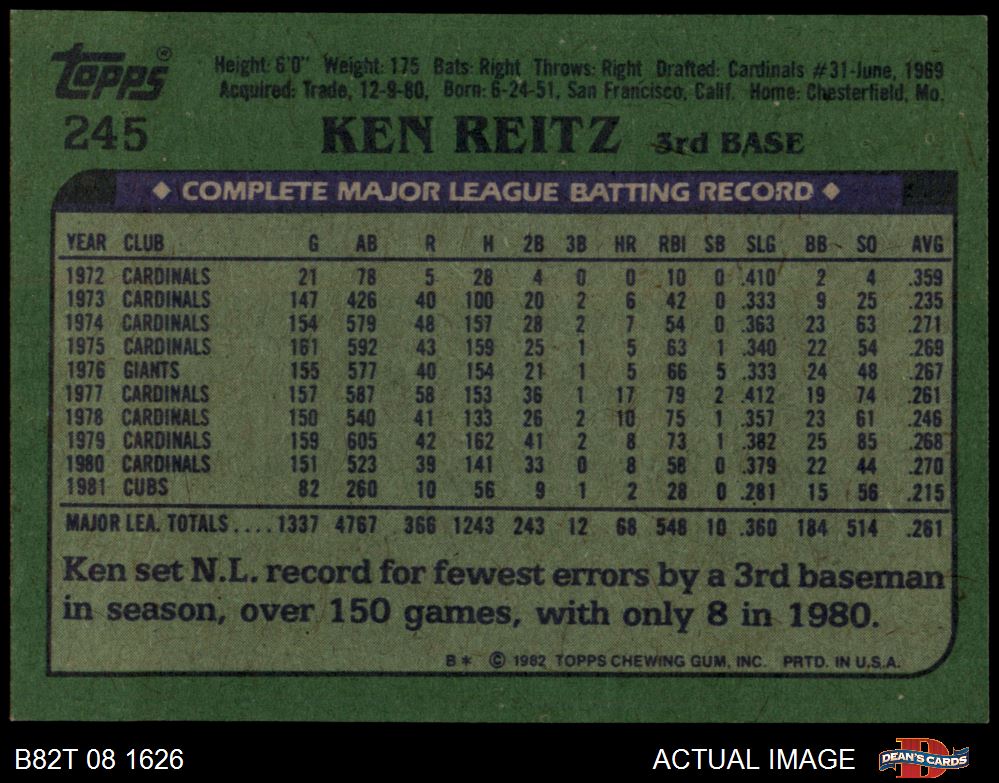 Topps®
Height: 6'0" Weight: 175 Bats: Right Throws: Right Drafted: Cardinals #31-June, 1969
Acquired: Trade, 12-9-80, Born: 6-24-51, San Francisco, Calif. Home: Chesterfield, Mo.
245 KEN REITZ 3rd BASE
◆ COMPLETE MAJOR LEAGUE BATTING RECORD ◆
YEAR CLUB G AB R H 2B 3B HR RBI SB SLG BB SO AVG
1972 CARDINALS 21 78 5 28 4 0 0 10 0 .410 2 4 .359
1973 CARDINALS 147 426 40 100 20 2 6 42 0 .333 9 25 .235
1974 CARDINALS 154 579 48 157 28 2 7 54 0 .363 23 63 .271
1975 CARDINALS 161 592 43 159 25 1 5 63 1 .340 22 54 .269
1976 GIANTS 155 577 40 154 21 1 5 66 5 .333 24 48 .267
1977 CARDINALS 157 587 58 153 36 1 17 79 2 .412 19 74 .261
1978 CARDINALS 150 540 41 133 26 2 10 75 1 .357 23 61 .246
1979 CARDINALS 159 605 42 162 41 2 8 73 1 .382 25 85 .268
1980 CARDINALS 151 523 39 141 33 0 8 58 0 .379 22 44 .270
1981 CUBS 82 260 10 56 9 1 2 28 0 .281 15 56 .215
MAJOR LEA. TOTALS.... 1337 4767 366 1243 243 12 68 548 10 .360 184 514 .261
Ken set N.L. record for fewest errors by a 3rd baseman
in season, over 150 games, with only 8 in 1980.
B* © 1982 TOPPS CHEWING GUM, INC. PRTD. IN U.S.A.
B82T 08 1626 ACTUAL IMAGE DEAN'S CARDS